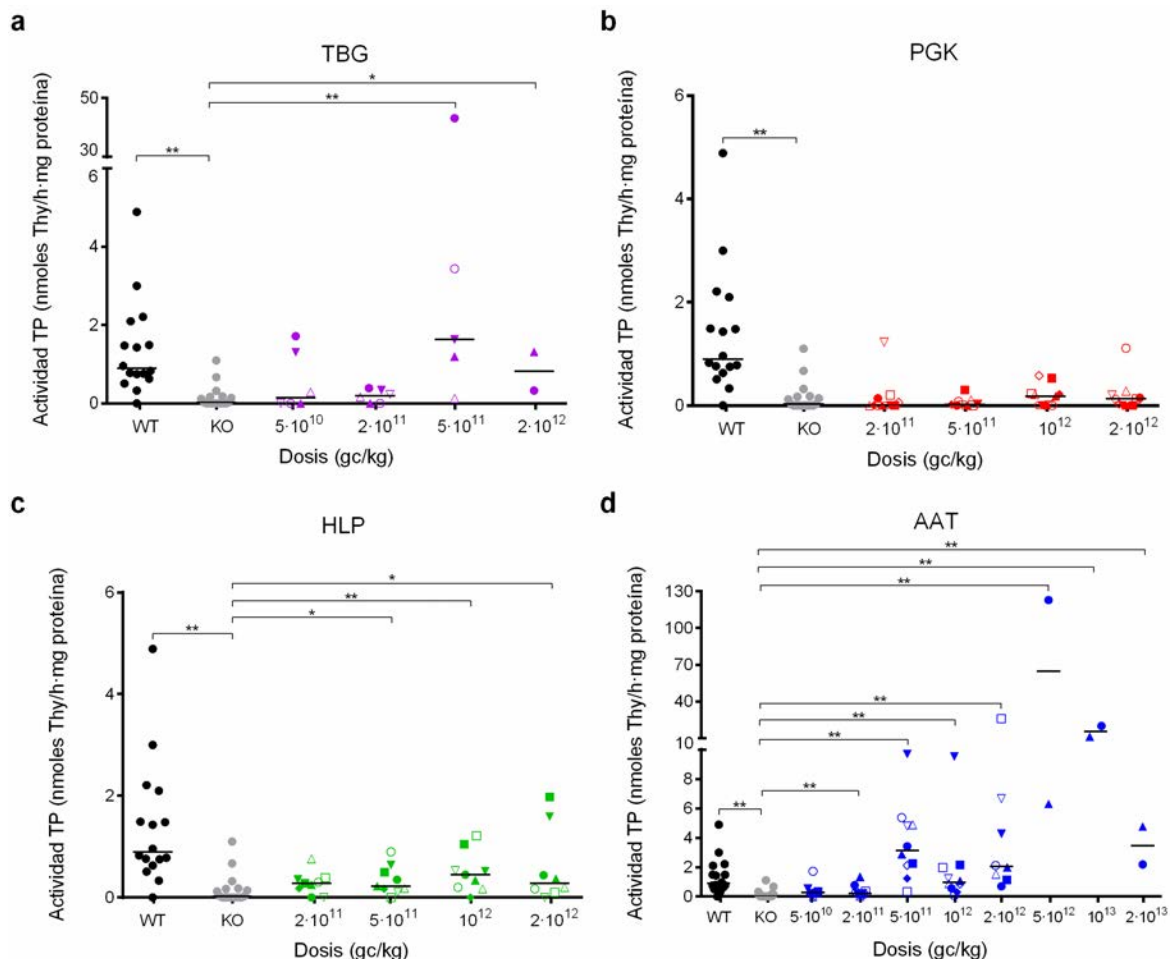 a
TBG
Actividad TP (nmoles Thy/h·mg proteína)
50
30
6
4
2
0
**
**
*
WT KO 5·10¹⁰ 2·10¹¹ 5·10¹¹ 2·10¹²
Dosis (gc/kg)
b
PGK
Actividad TP (nmoles Thy/h·mg proteína)
6
4
2
0
**
WT KO 2·10¹¹ 5·10¹¹ 10¹² 2·10¹²
Dosis (gc/kg)
c
HLP
Actividad TP (nmoles Thy/h·mg proteína)
6
4
2
0
*
**
*
**
WT KO 2·10¹¹ 5·10¹¹ 10¹² 2·10¹²
Dosis (gc/kg)
d
AAT
Actividad TP (nmoles Thy/h·mg proteína)
130
100
70
40
10
8
6
4
2
0
**
**
**
**
**
**
**
**
WT KO 5·10¹⁰ 2·10¹¹ 5·10¹¹ 10¹² 2·10¹² 5·10¹² 10¹³ 2·10¹³
Dosis (gc/kg)